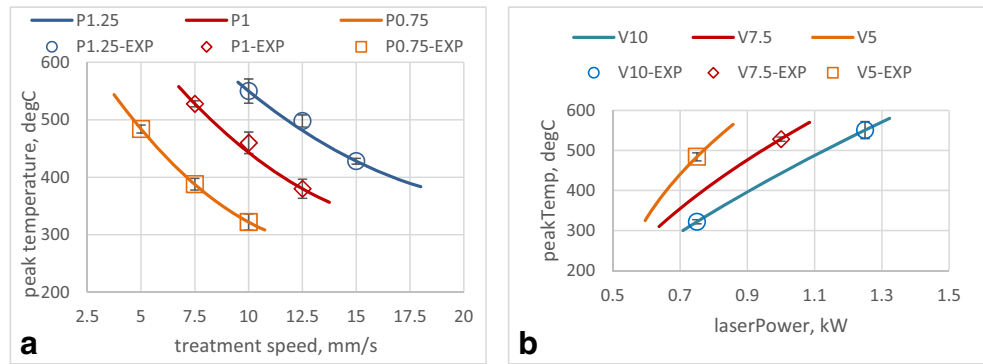 P1.25 P1 P0.75
P1.25-EXP P1-EXP P0.75-EXP
600
500
400
300
200
2.5 5 7.5 10 12.5 15 17.5 20
peak temperature, degC
treatment speed, mm/s
a
V10 V7.5 V5
V10-EXP V7.5-EXP V5-EXP
600
500
400
300
200
0.5 0.7 0.9 1.1 1.3 1.5
peakTemp, degC
laserPower, kW
b